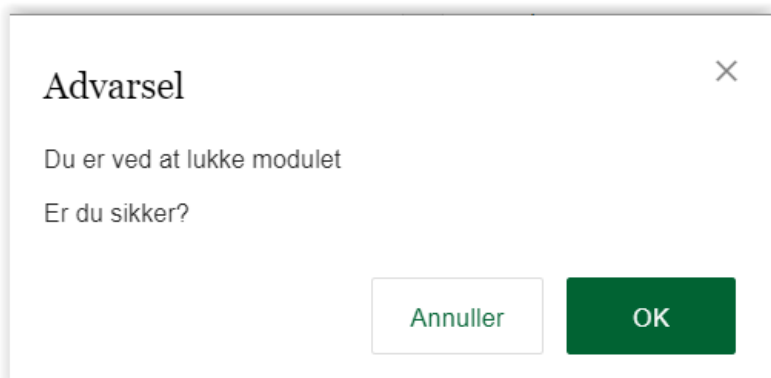 Advarsel
Du er ved at lukke modulet
Er du sikker?
Annuller
OK